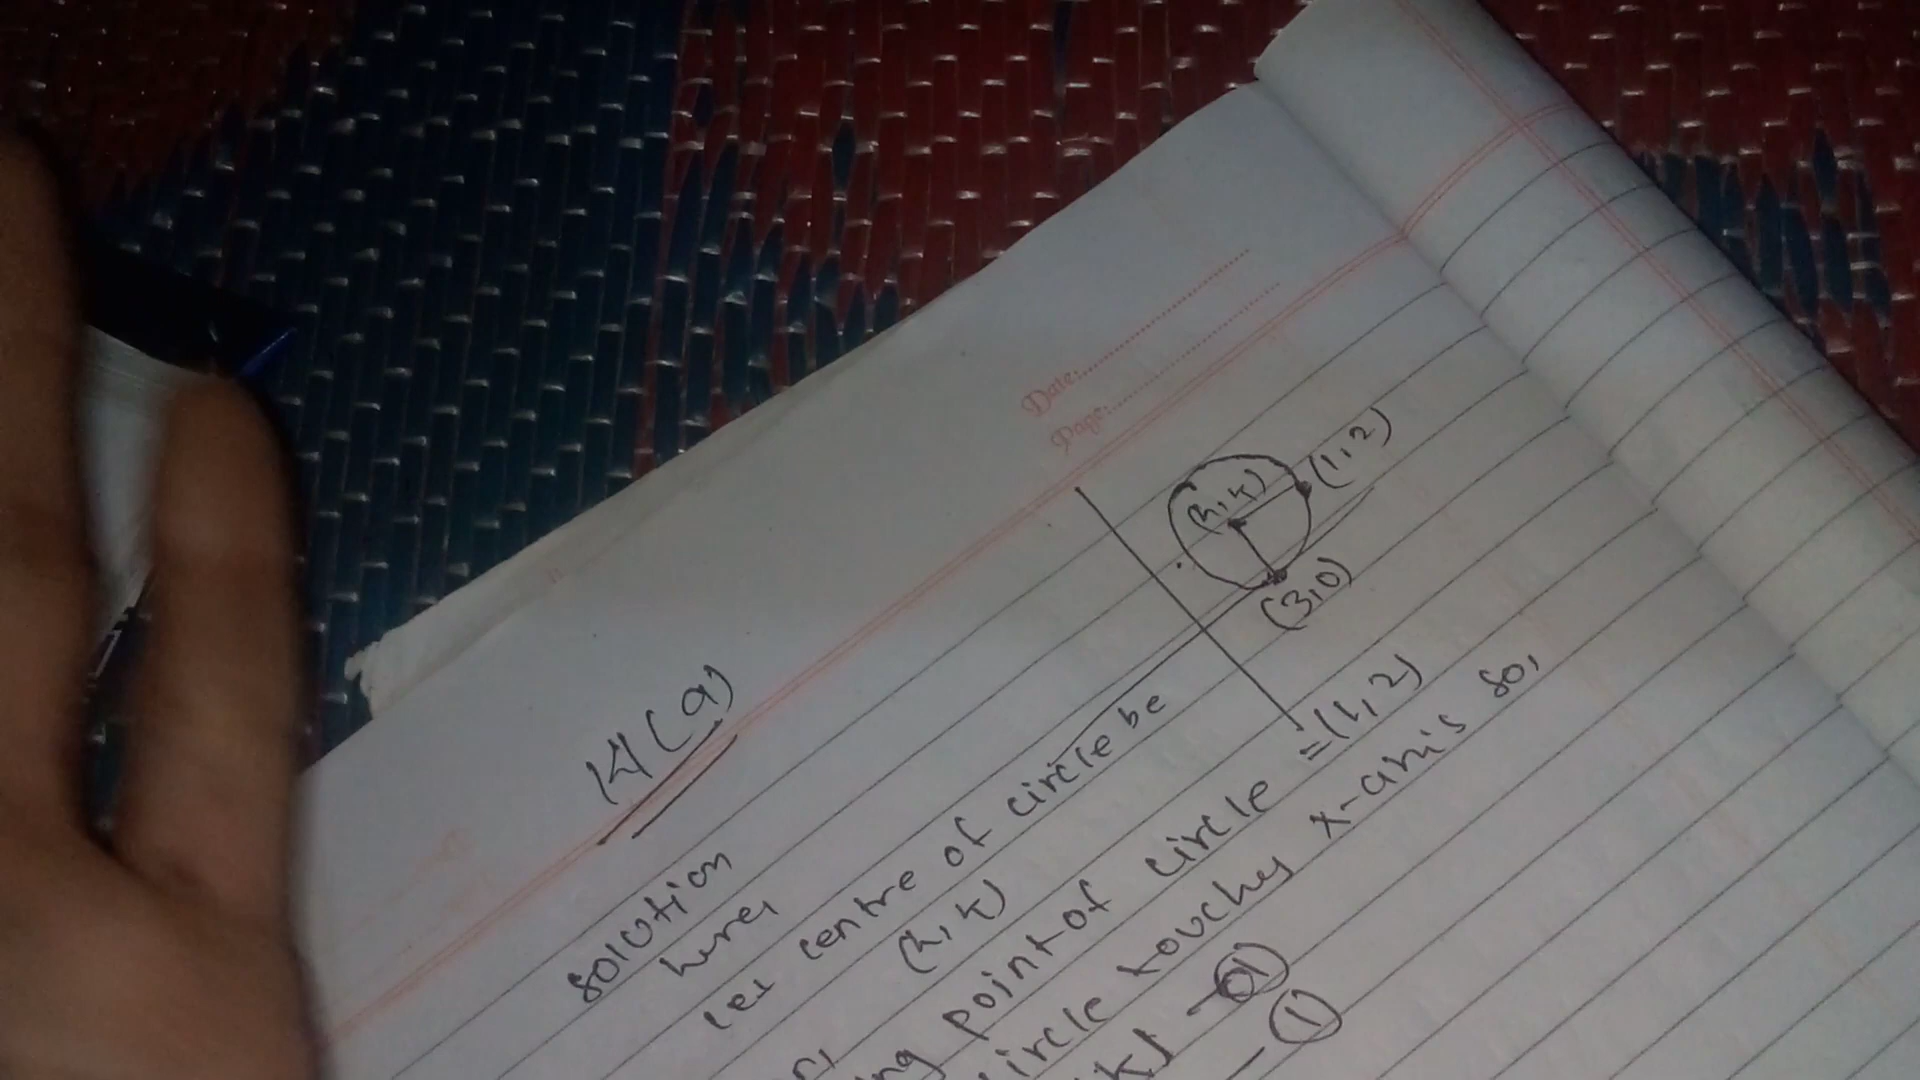 Date:
Page:
(h, k)
(1, 2)
(3, 0)
solution
here,
let centre of circle be
(h, k)
point of circle = (1, 2)
circle touches x-axis so,
- (1)